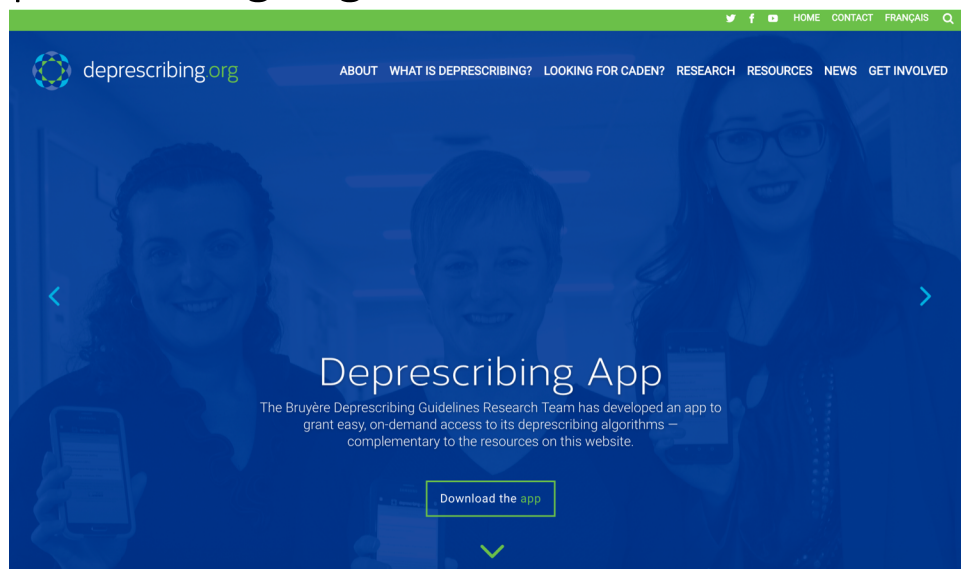 HOME CONTACT FRANÇAIS
deprescribing.org
ABOUT WHAT IS DEPRESCRIBING? LOOKING FOR CADEN? RESEARCH RESOURCES NEWS GET INVOLVED
Deprescribing App
The Bruyère Deprescribing Guidelines Research Team has developed an app to
grant easy, on-demand access to its deprescribing algorithms —
complementary to the resources on this website.
Download the app